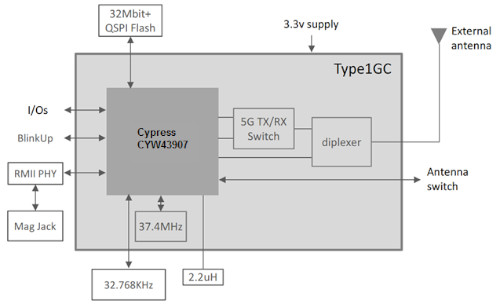 32Mbit+
QSPI Flash
3.3v supply
External
antenna
Type1GC
I/Os
BlinkUp
Cypress
CYW43907
5G TX/RX
Switch
diplexer
RMII PHY
Antenna
switch
Mag Jack
37.4MHz
32.768KHz
2.2uH